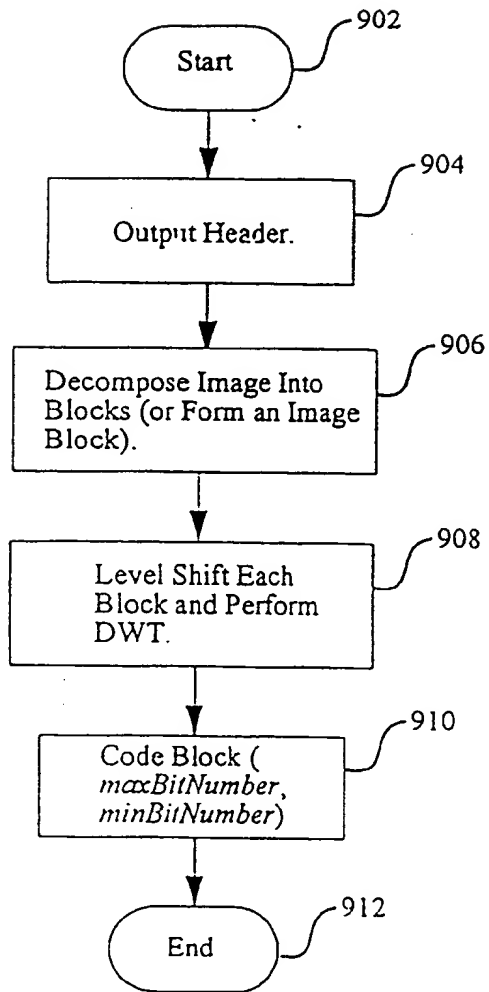 902
Start
904
Output Header.
906
Decompose Image Into
Blocks (or Form an Image
Block).
908
Level Shift Each
Block and Perform
DWT.
910
Code Block (
maxBitNumber,
minBitNumber)
912
End